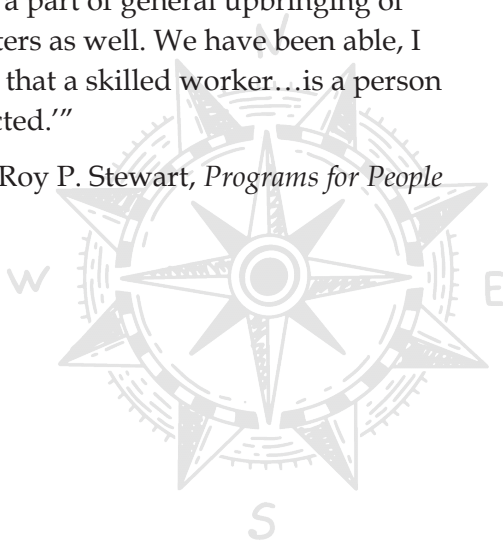 a part of general upbringing of
ters as well. We have been able, I
that a skilled worker…is a person
cted.’”
Roy P. Stewart, Programs for People
N
W
E
S